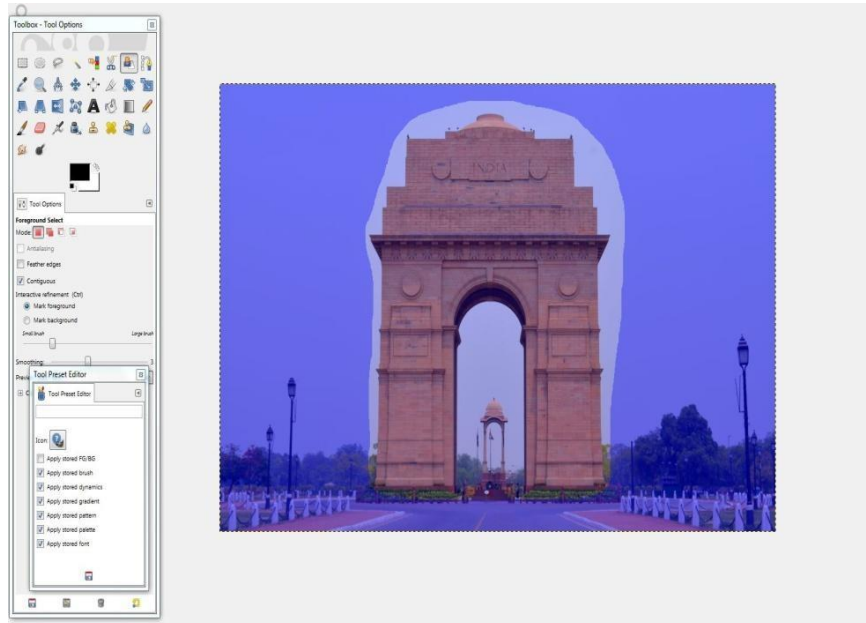 Toolbox - Tool Options
Tool Options
Foreground Select
Mode:
Antialiasing
Feather edges
Contiguous
Interactive refinement (Ctrl)
Mark foreground
Mark background
Small brush Large brush
Smoothing: 3
Tool Preset Editor
Tool Preset Editor
Icon:
Apply stored FG/BG
Apply stored brush
Apply stored dynamics
Apply stored gradient
Apply stored pattern
Apply stored palette
Apply stored font
INDIA